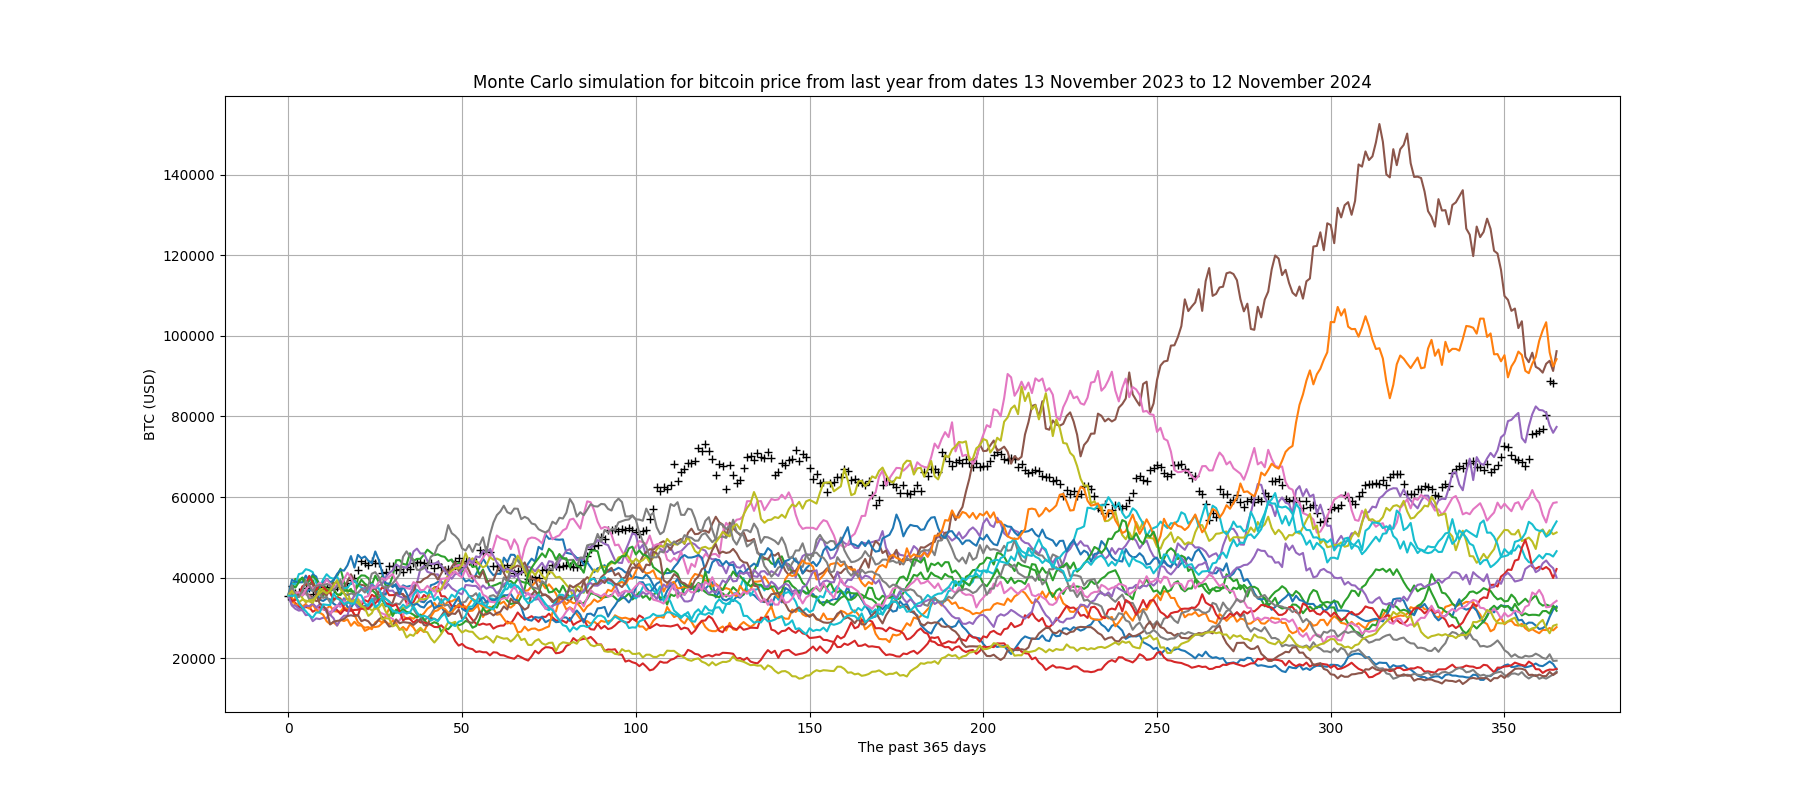 Monte Carlo simulation for bitcoin price from last year from dates 13 November 2023 to 12 November 2024
140000
120000
100000
80000
60000
40000
20000
BTC (USD)
0 50 100 150 200 250 300 350
The past 365 days